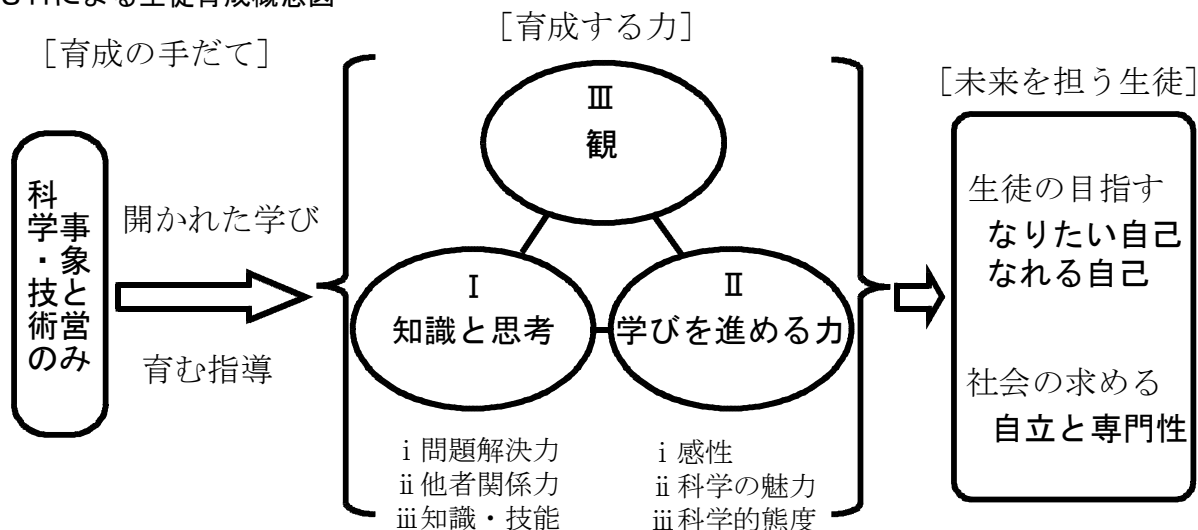 による生徒育成概念図
[育成の手だて]
[育成する力]
[未来を担う生徒]
科学・技術の
事象と営み
開かれた学び
育む指導
Ⅲ
観
Ⅰ
知識と思考
Ⅱ
学びを進める力
ⅰ問題解決力
ⅱ他者関係力
ⅲ知識・技能
ⅰ感性
ⅱ科学の魅力
ⅲ科学的態度
生徒の目指す
なりたい自己
なれる自己
社会の求める
自立と専門性